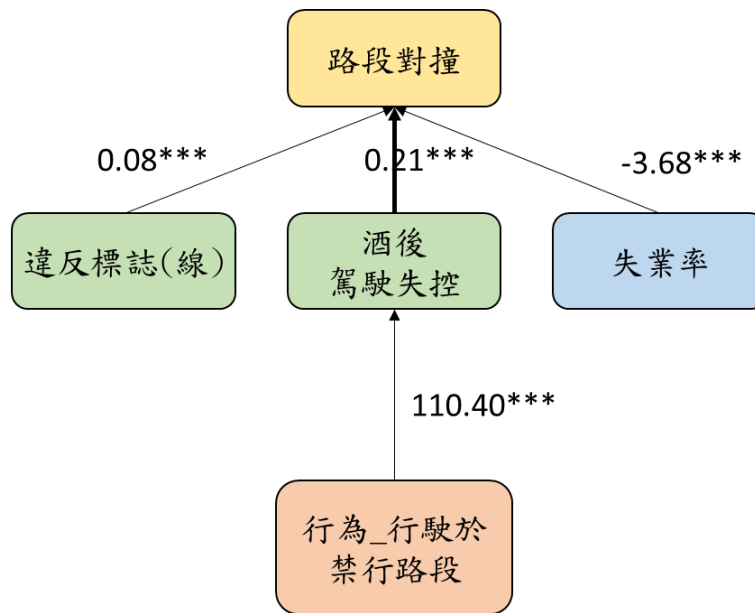 路段對撞
0.08***
0.21***
-3.68***
違反標誌(線)
酒後
駕駛失控
失業率
110.40***
行為_行駛於
禁行路段